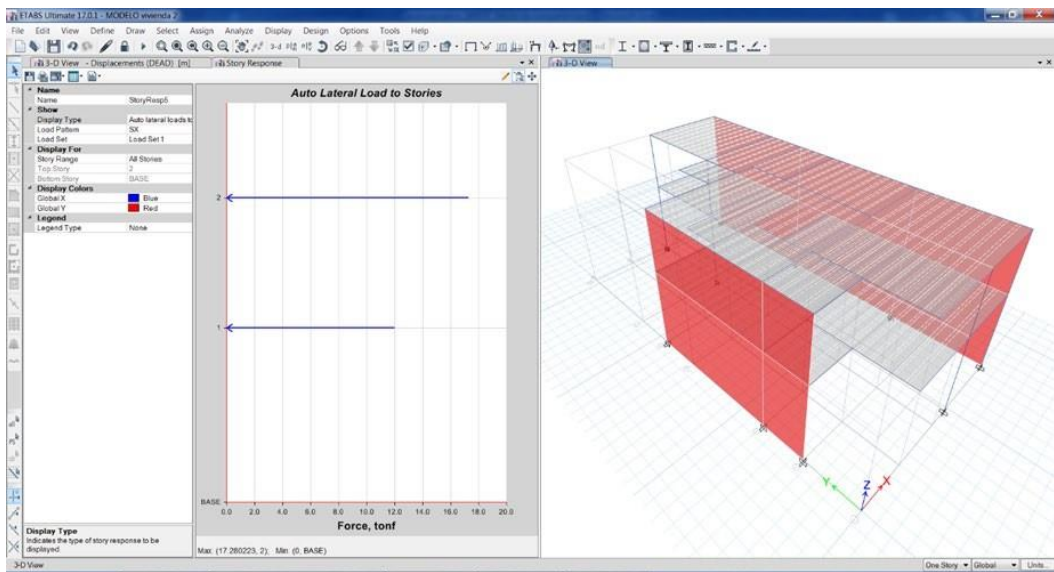 ETABS Ultimate 17.0.1 - MODELO vivienda 2
File Edit View Define Draw Select Assign Analyze Display Design Options Tools Help
3-D View - Displacements (DEAD) [m]
Story Response
3-D View
Name
Name StoryResp5
Show
Display Type Auto lateral loads to
Load Pattern SX
Load Set Load Set 1
Display For
Story Range All Stories
Top Story 2
Bottom Story BASE
Display Colors
Global X Blue
Global Y Red
Legend
Legend Type None
Display Type
Indicates the type of story response to be
displayed.
Auto Lateral Load to Stories
2
1
BASE
0.0 2.0 4.0 6.0 8.0 10.0 12.0 14.0 16.0 18.0 20.0
Force, tonf
Max: (17.280223, 2); Min: (0, BASE)
Y Z X
3-D View
One Story Global Units...